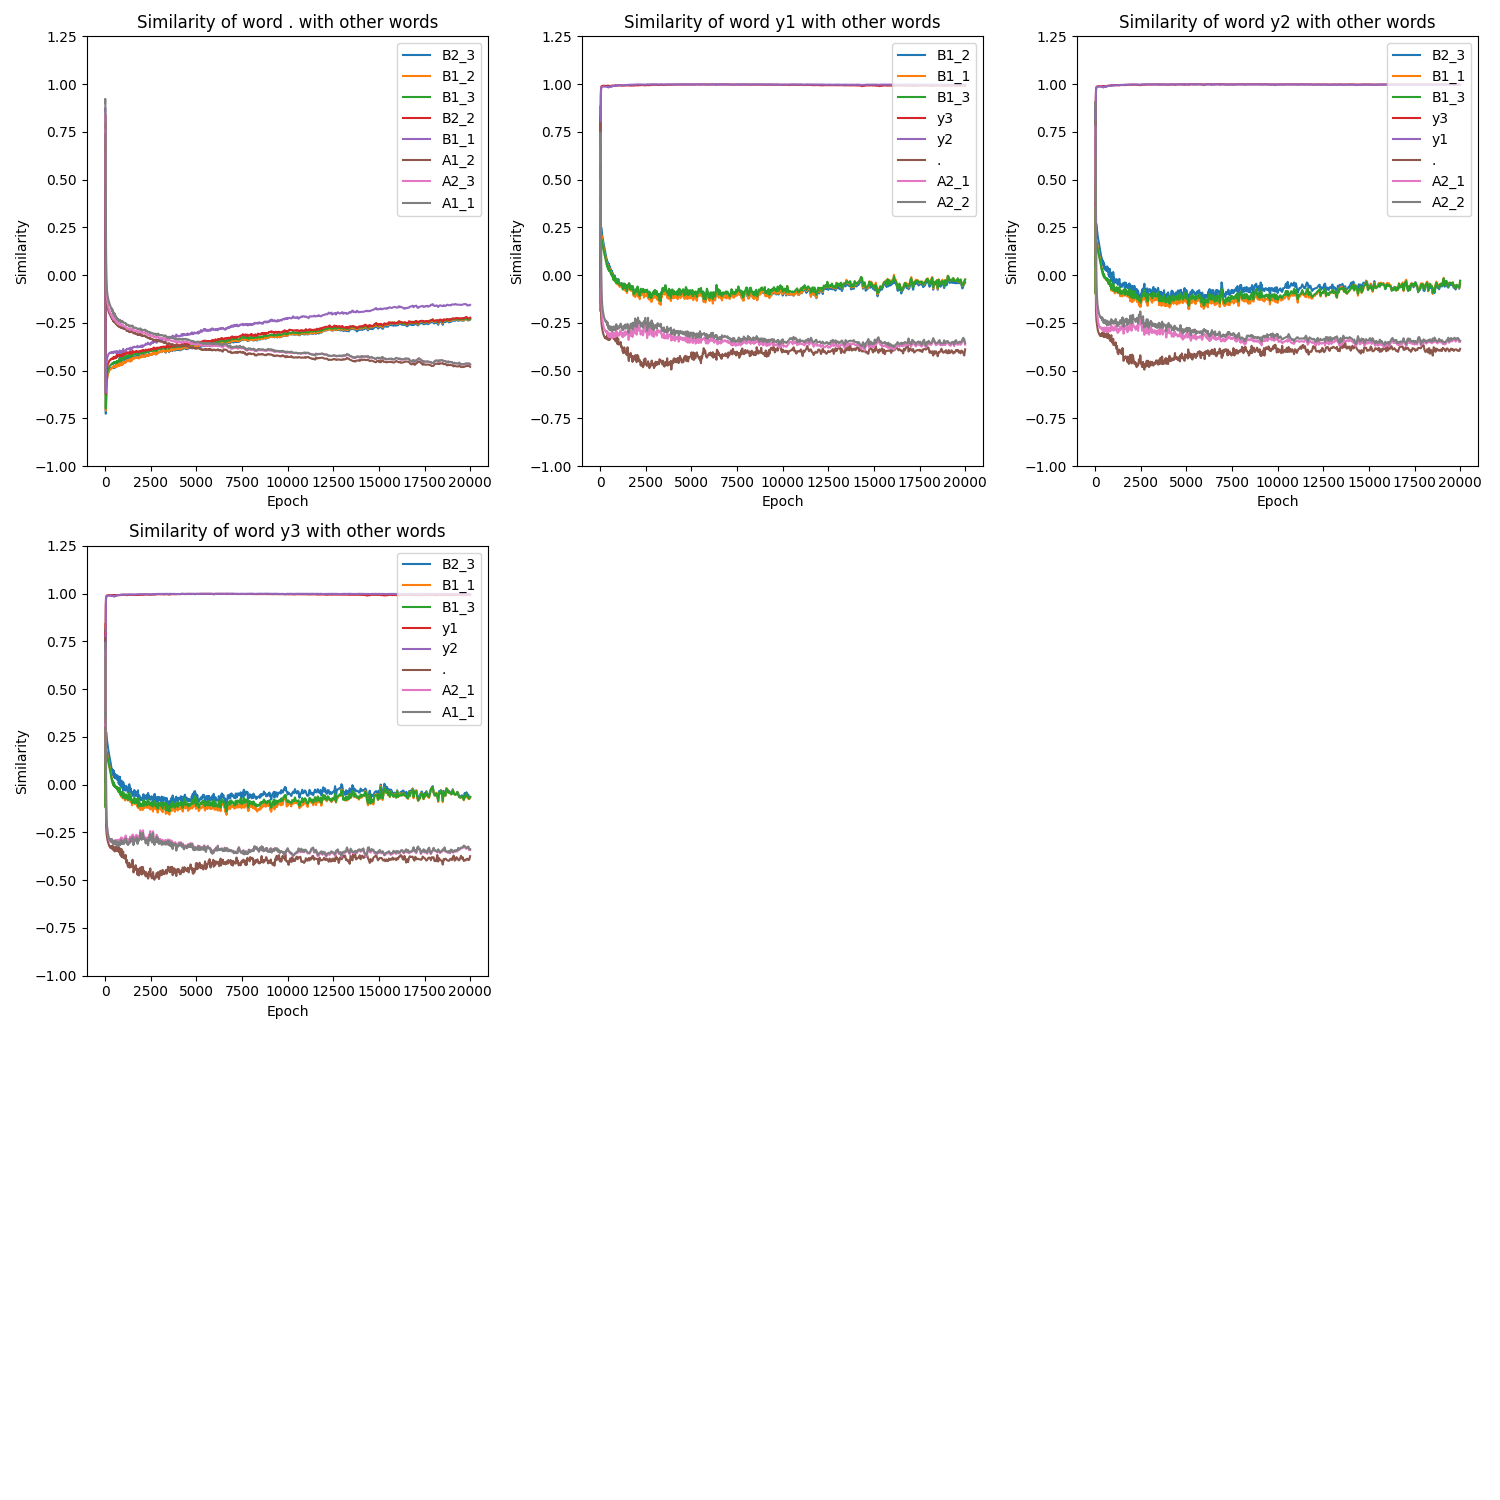 Similarity of word . with other words
1.25
1.00
0.75
0.50
0.25
0.00
−0.25
−0.50
−0.75
−1.00
Similarity
0 2500 5000 7500 10000 12500 15000 17500 20000
Epoch
B2_3
B1_2
B1_3
B2_2
B1_1
A1_2
A2_3
A1_1
Similarity of word y1 with other words
1.25
1.00
0.75
0.50
0.25
0.00
−0.25
−0.50
−0.75
−1.00
Similarity
0 2500 5000 7500 10000 12500 15000 17500 20000
Epoch
B1_2
B1_1
B1_3
y3
y2
.
A2_1
A2_2
Similarity of word y2 with other words
1.25
1.00
0.75
0.50
0.25
0.00
−0.25
−0.50
−0.75
−1.00
Similarity
0 2500 5000 7500 10000 12500 15000 17500 20000
Epoch
B2_3
B1_1
B1_3
y3
y1
.
A2_1
A2_2
Similarity of word y3 with other words
1.25
1.00
0.75
0.50
0.25
0.00
−0.25
−0.50
−0.75
−1.00
Similarity
0 2500 5000 7500 10000 12500 15000 17500 20000
Epoch
B2_3
B1_1
B1_3
y1
y2
.
A2_1
A1_1